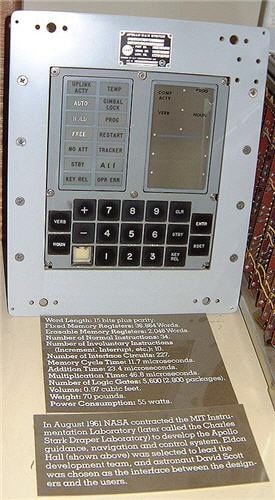 APOLLO G & N SYSTEM
UPLINK ACTY TEMP
AUTO GIMBAL LOCK
HOLD PROG
FREE RESTART
NO ATT TRACKER
STBY Alt
KEY REL OPR ERR
COMP ACTY PROG
VERB NOUN
VERB + 7 8 9 CLR ENTR
NOUN - 4 5 6 STBY RSET
1 2 3 KEY REL
Word Length: 15 bits plus parity.
Fixed Memory Registers: 36,864 Words.
Erasable Memory Registers: 2,048 Words.
Number of Normal Instructions: 34.
Number of Involuntary Instructions
(Increment, Interrupt, etc.): 10.
Number of Interface Circuits: 227.
Memory Cycle Time: 11.7 microseconds.
Addition Time: 23.4 microseconds.
Multiplication Time: 46.8 microseconds.
Number of Logic Gates: 5,600 (2,800 packages).
Volume: 0.97 cubic feet.
Weight: 70 pounds.
Power Consumption: 55 watts.
In August 1961 NASA contracted the MIT Instru-
mentation Laboratory (later called the Charles
Stark Draper Laboratory) to develop the Apollo
guidance, navigation and control system. Eldon
Hall (shown above) was selected to lead the
development team, and astronaut David Scott
was chosen as the interface between the design-
ers and the users.